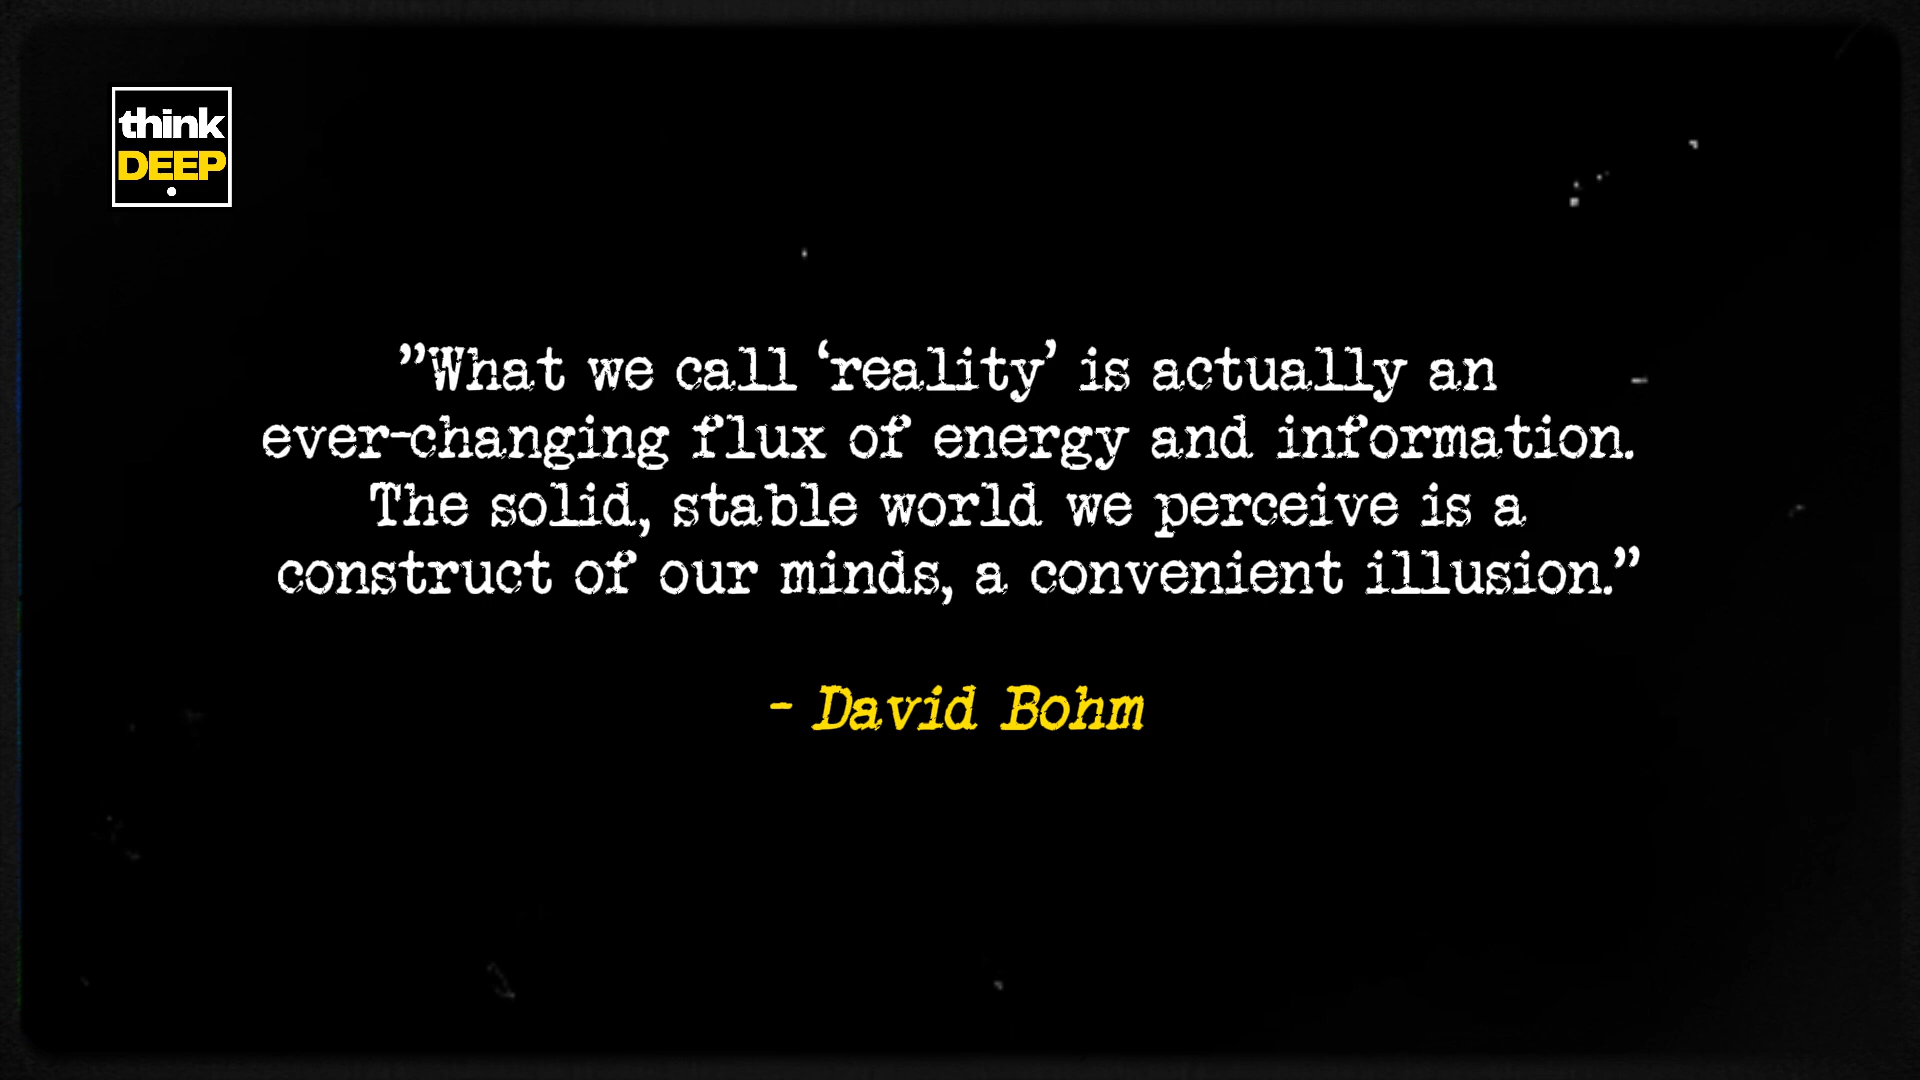 think
DEEP
”What we call ‘reality’ is actually an
ever-changing flux of energy and information.
The solid, stable world we perceive is a
construct of our minds, a convenient illusion.”
- David Bohm